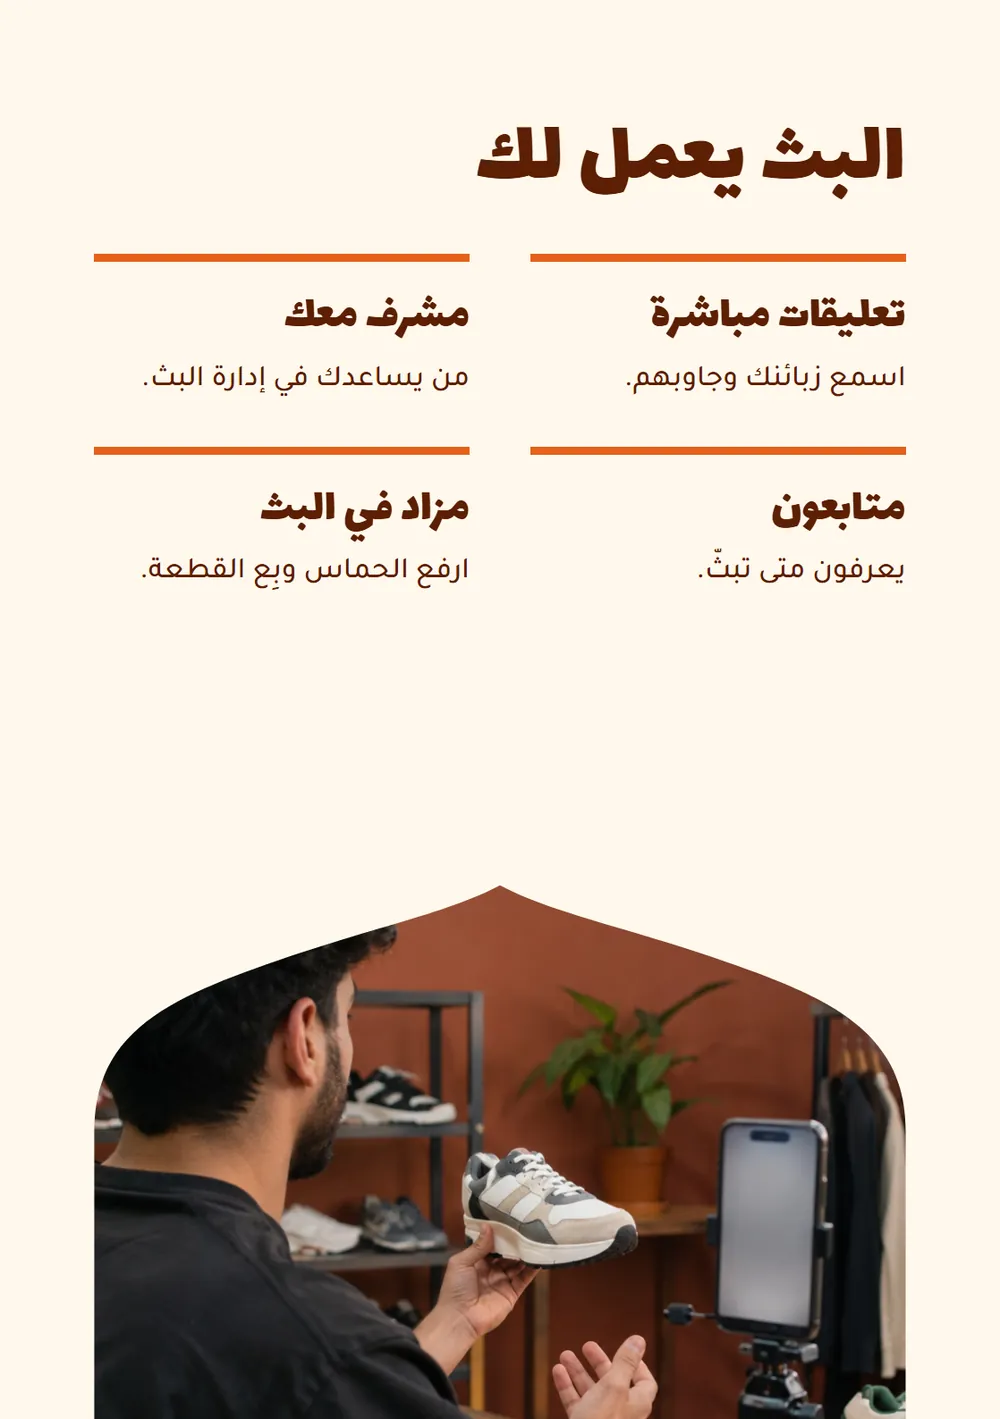 البث يعمل لك
تعليقات مباشرة
اسمع زبائنك وجاوبهم.
مشرف معك
من يساعدك في إدارة البث.
متابعون
يعرفون متى تبثّ.
مزاد في البث
ارفع الحماس وبِع القطعة.